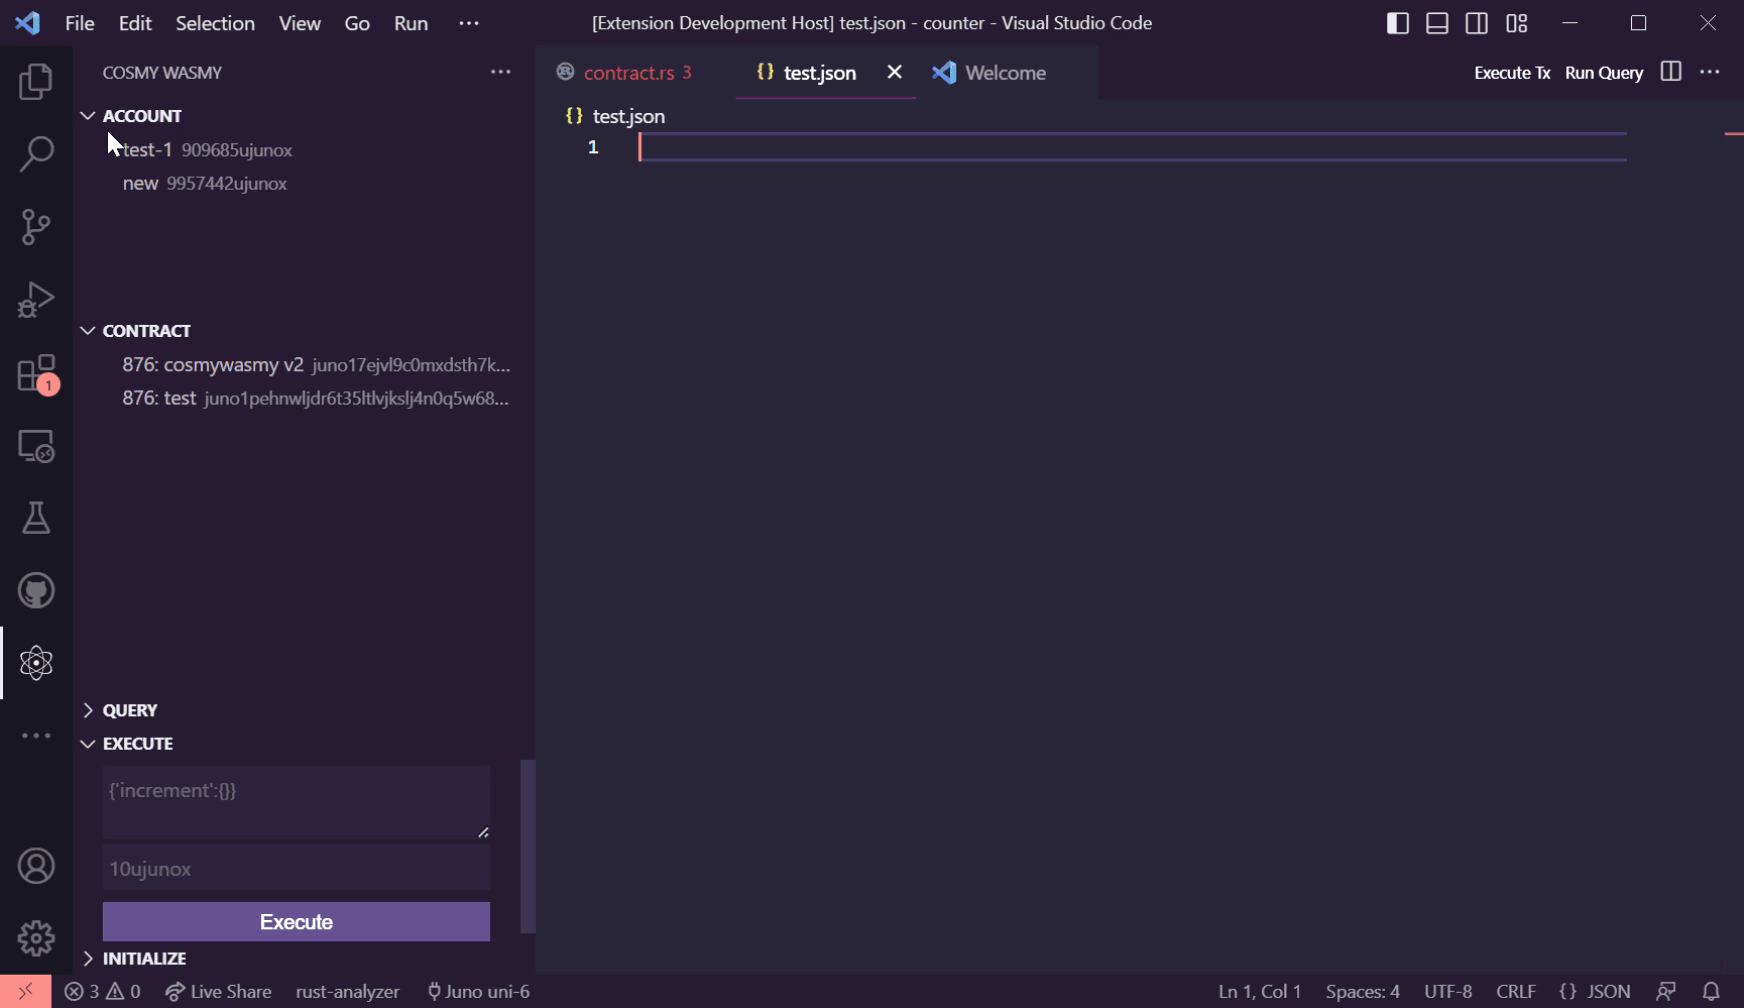 File Edit Selection View Go Run ···
[Extension Development Host] test.json - counter - Visual Studio Code
COSMY WASMY ···
ACCOUNT
test-1 909685ujunox
new 9957442ujunox
CONTRACT
876: cosmywasmy v2 juno17ejvl9c0mxdsth7k...
876: test juno1pehnwljdr6t35ltlvjkslj4n0q5w68...
QUERY
EXECUTE
{'increment':{}}
10ujunox
Execute
INITIALIZE
1
contract.rs 3
{} test.json
Welcome
Execute Tx Run Query ···
{} test.json
1
3 0 Live Share rust-analyzer Juno uni-6
Ln 1, Col 1 Spaces: 4 UTF-8 CRLF {} JSON